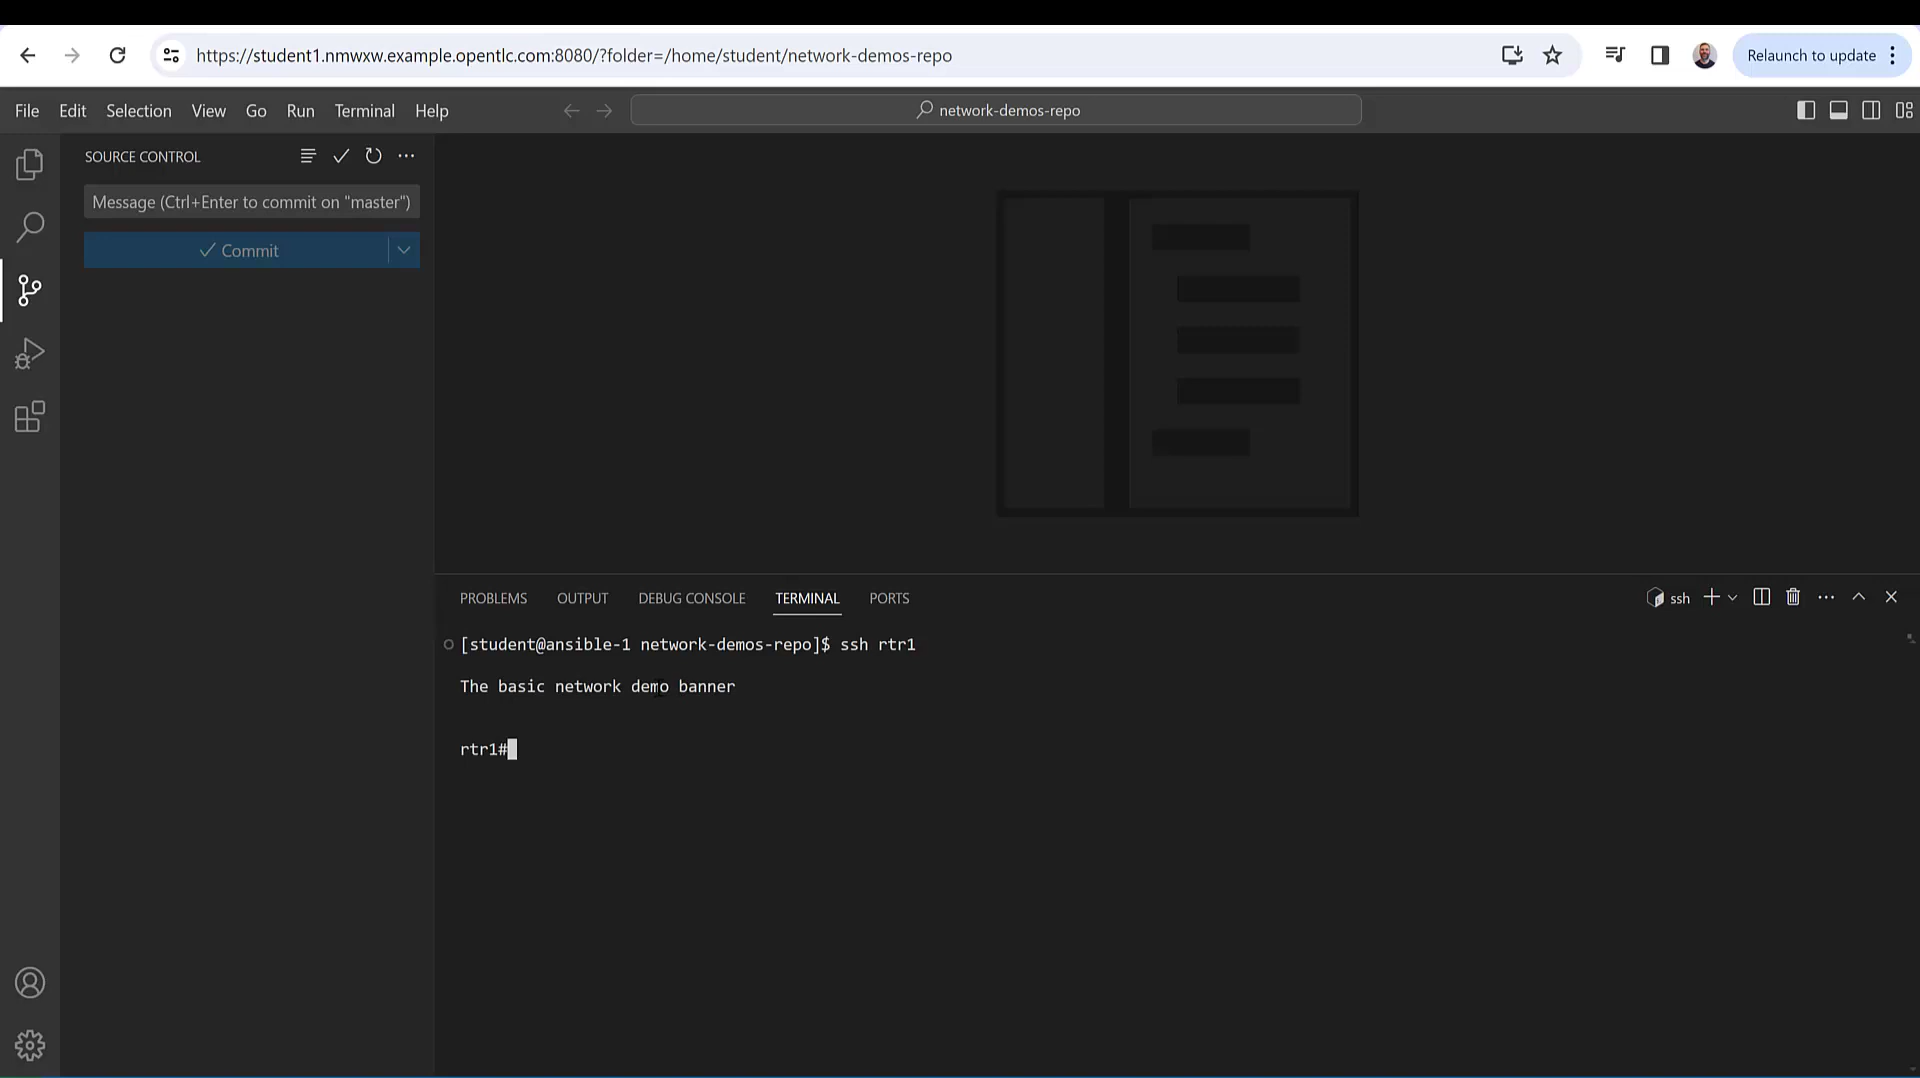 https://student1.nmwxw.example.opentlc.com:8080/?folder=/home/student/network-demos-repo
Relaunch to update
File Edit Selection View Go Run Terminal Help
network-demos-repo
SOURCE CONTROL
Message (Ctrl+Enter to commit on "master")
Commit
PROBLEMS OUTPUT DEBUG CONSOLE TERMINAL PORTS
ssh
[student@ansible-1 network-demos-repo]$ ssh rtr1
The basic network demo banner
rtr1#